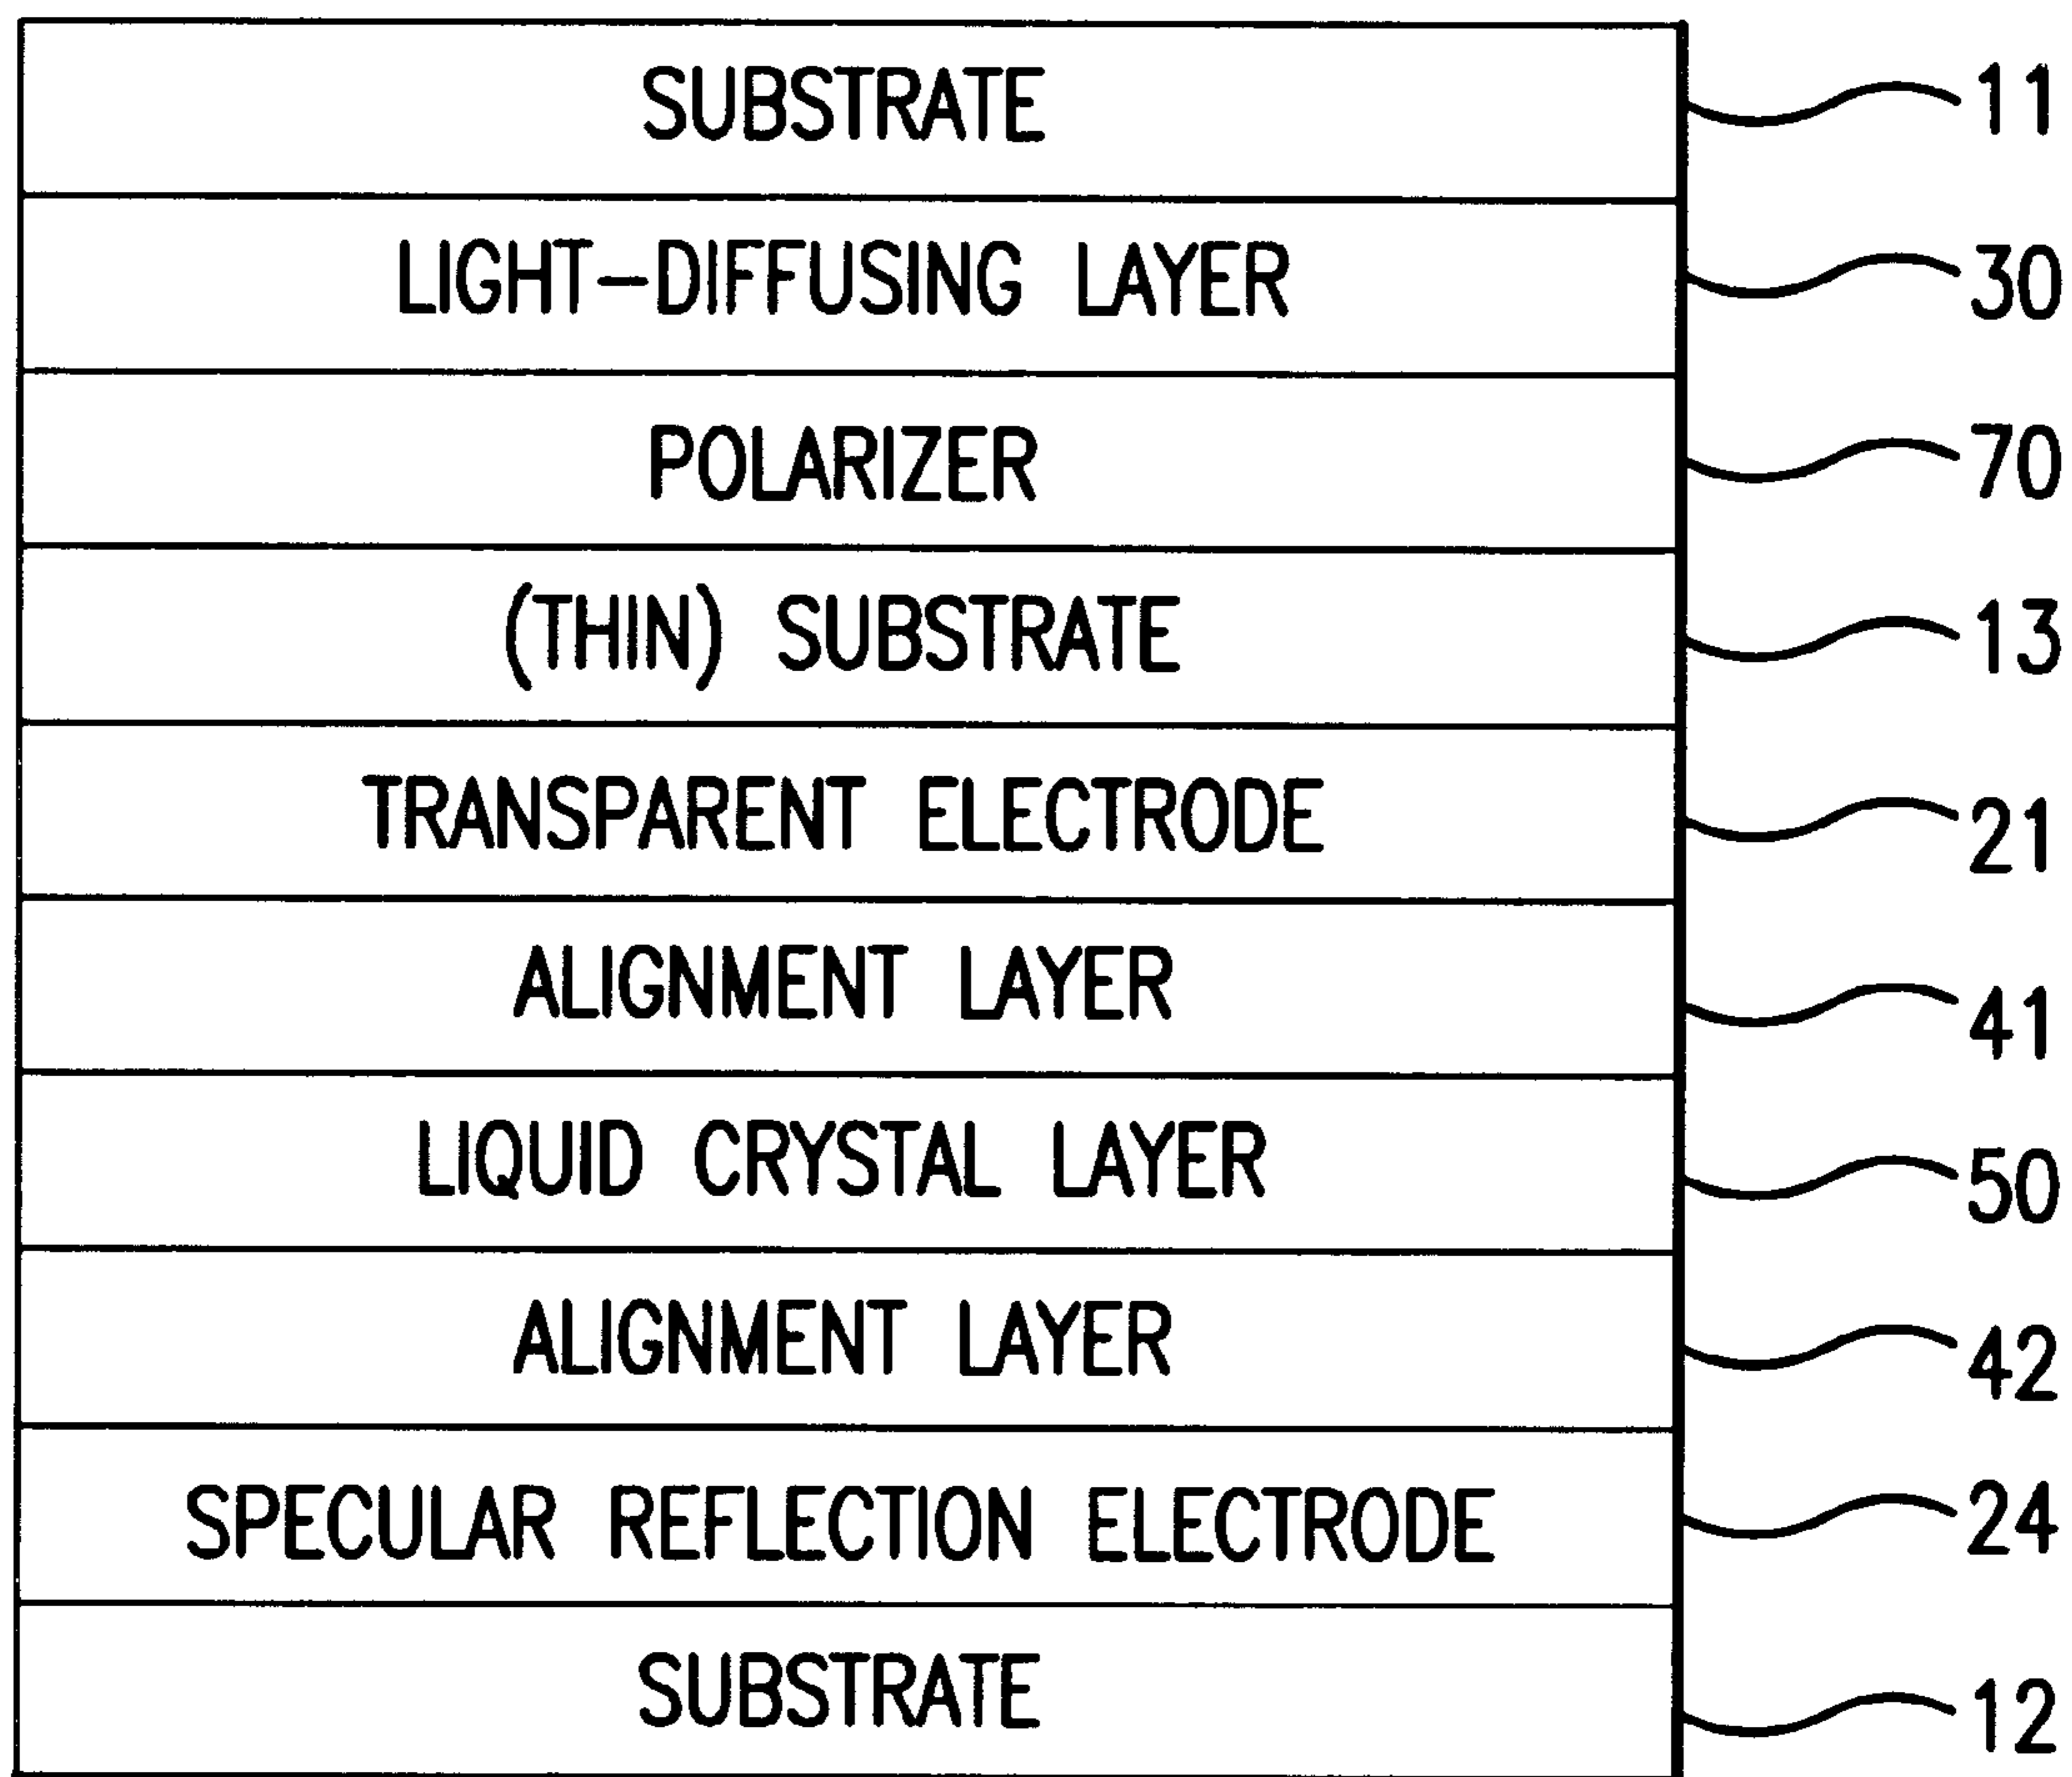 SUBSTRATE 11
LIGHT-DIFFUSING LAYER 30
POLARIZER 70
(THIN) SUBSTRATE 13
TRANSPARENT ELECTRODE 21
ALIGNMENT LAYER 41
LIQUID CRYSTAL LAYER 50
ALIGNMENT LAYER 42
SPECULAR REFLECTION ELECTRODE 24
SUBSTRATE 12